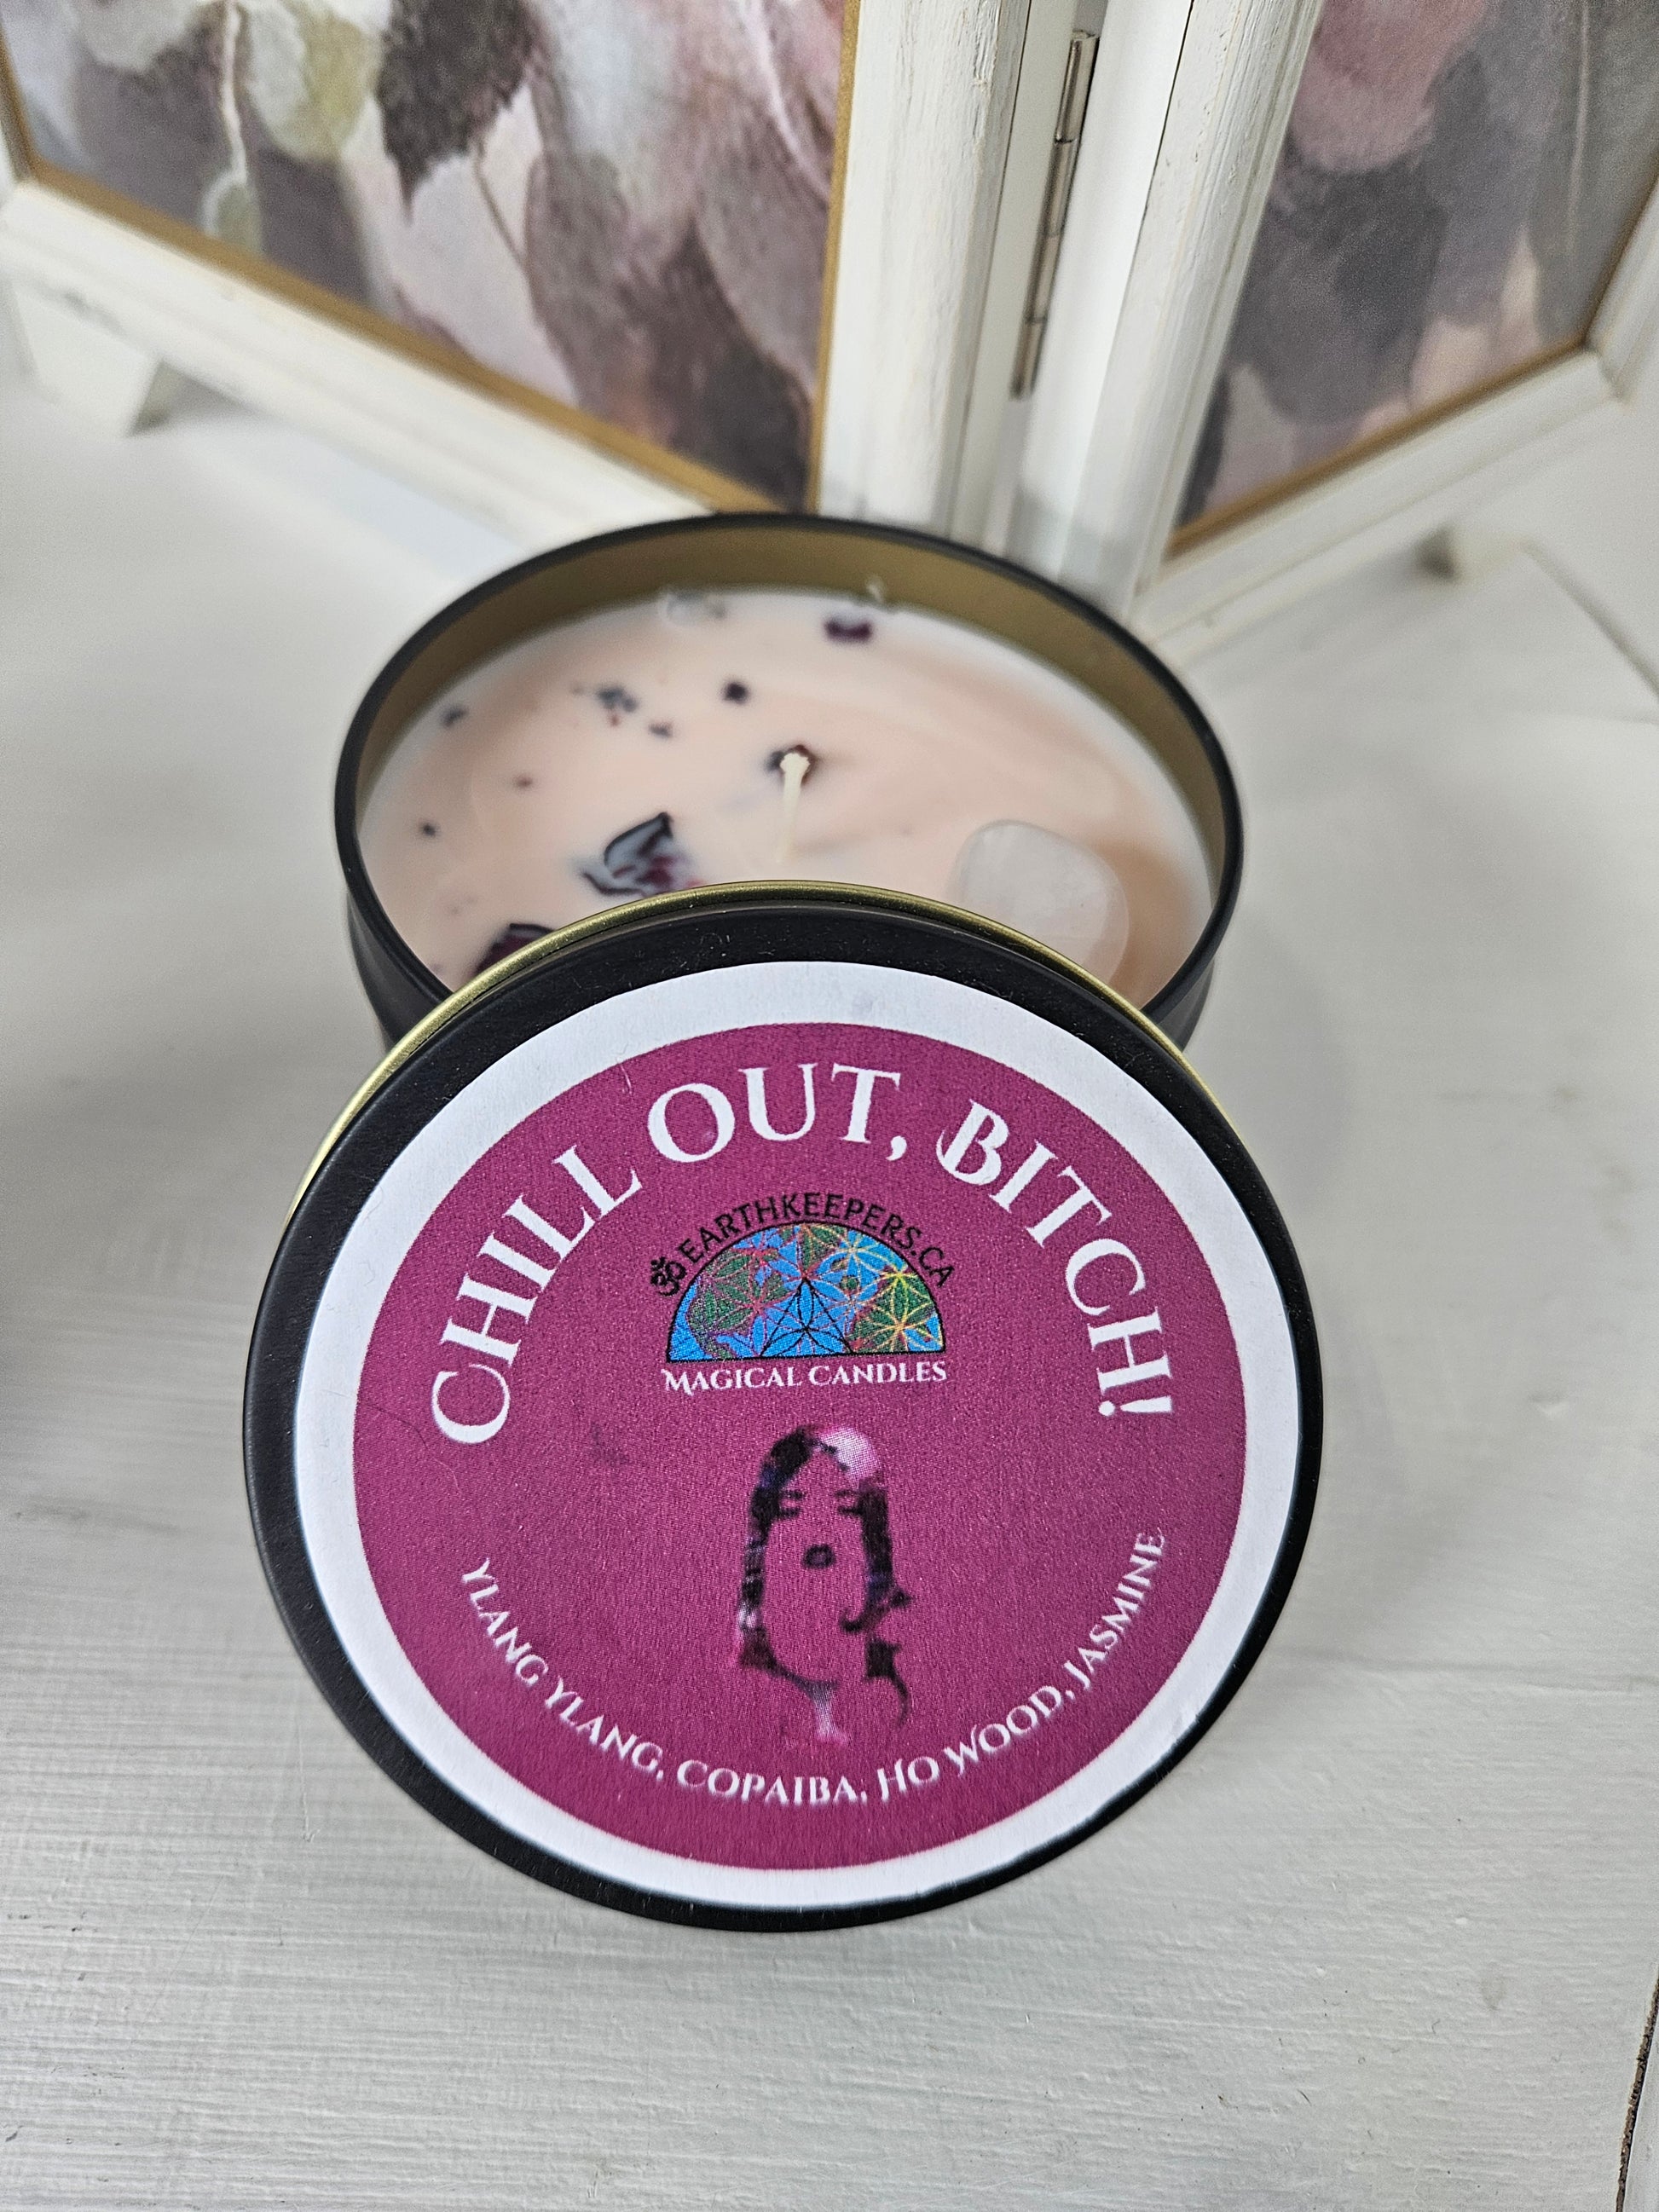 CHILL OUT, BITCH!
ॐ EARTHKEEPERS.CA
MAGICAL CANDLES
YLANG YLANG, COPAIBA, HO WOOD, JASMINE